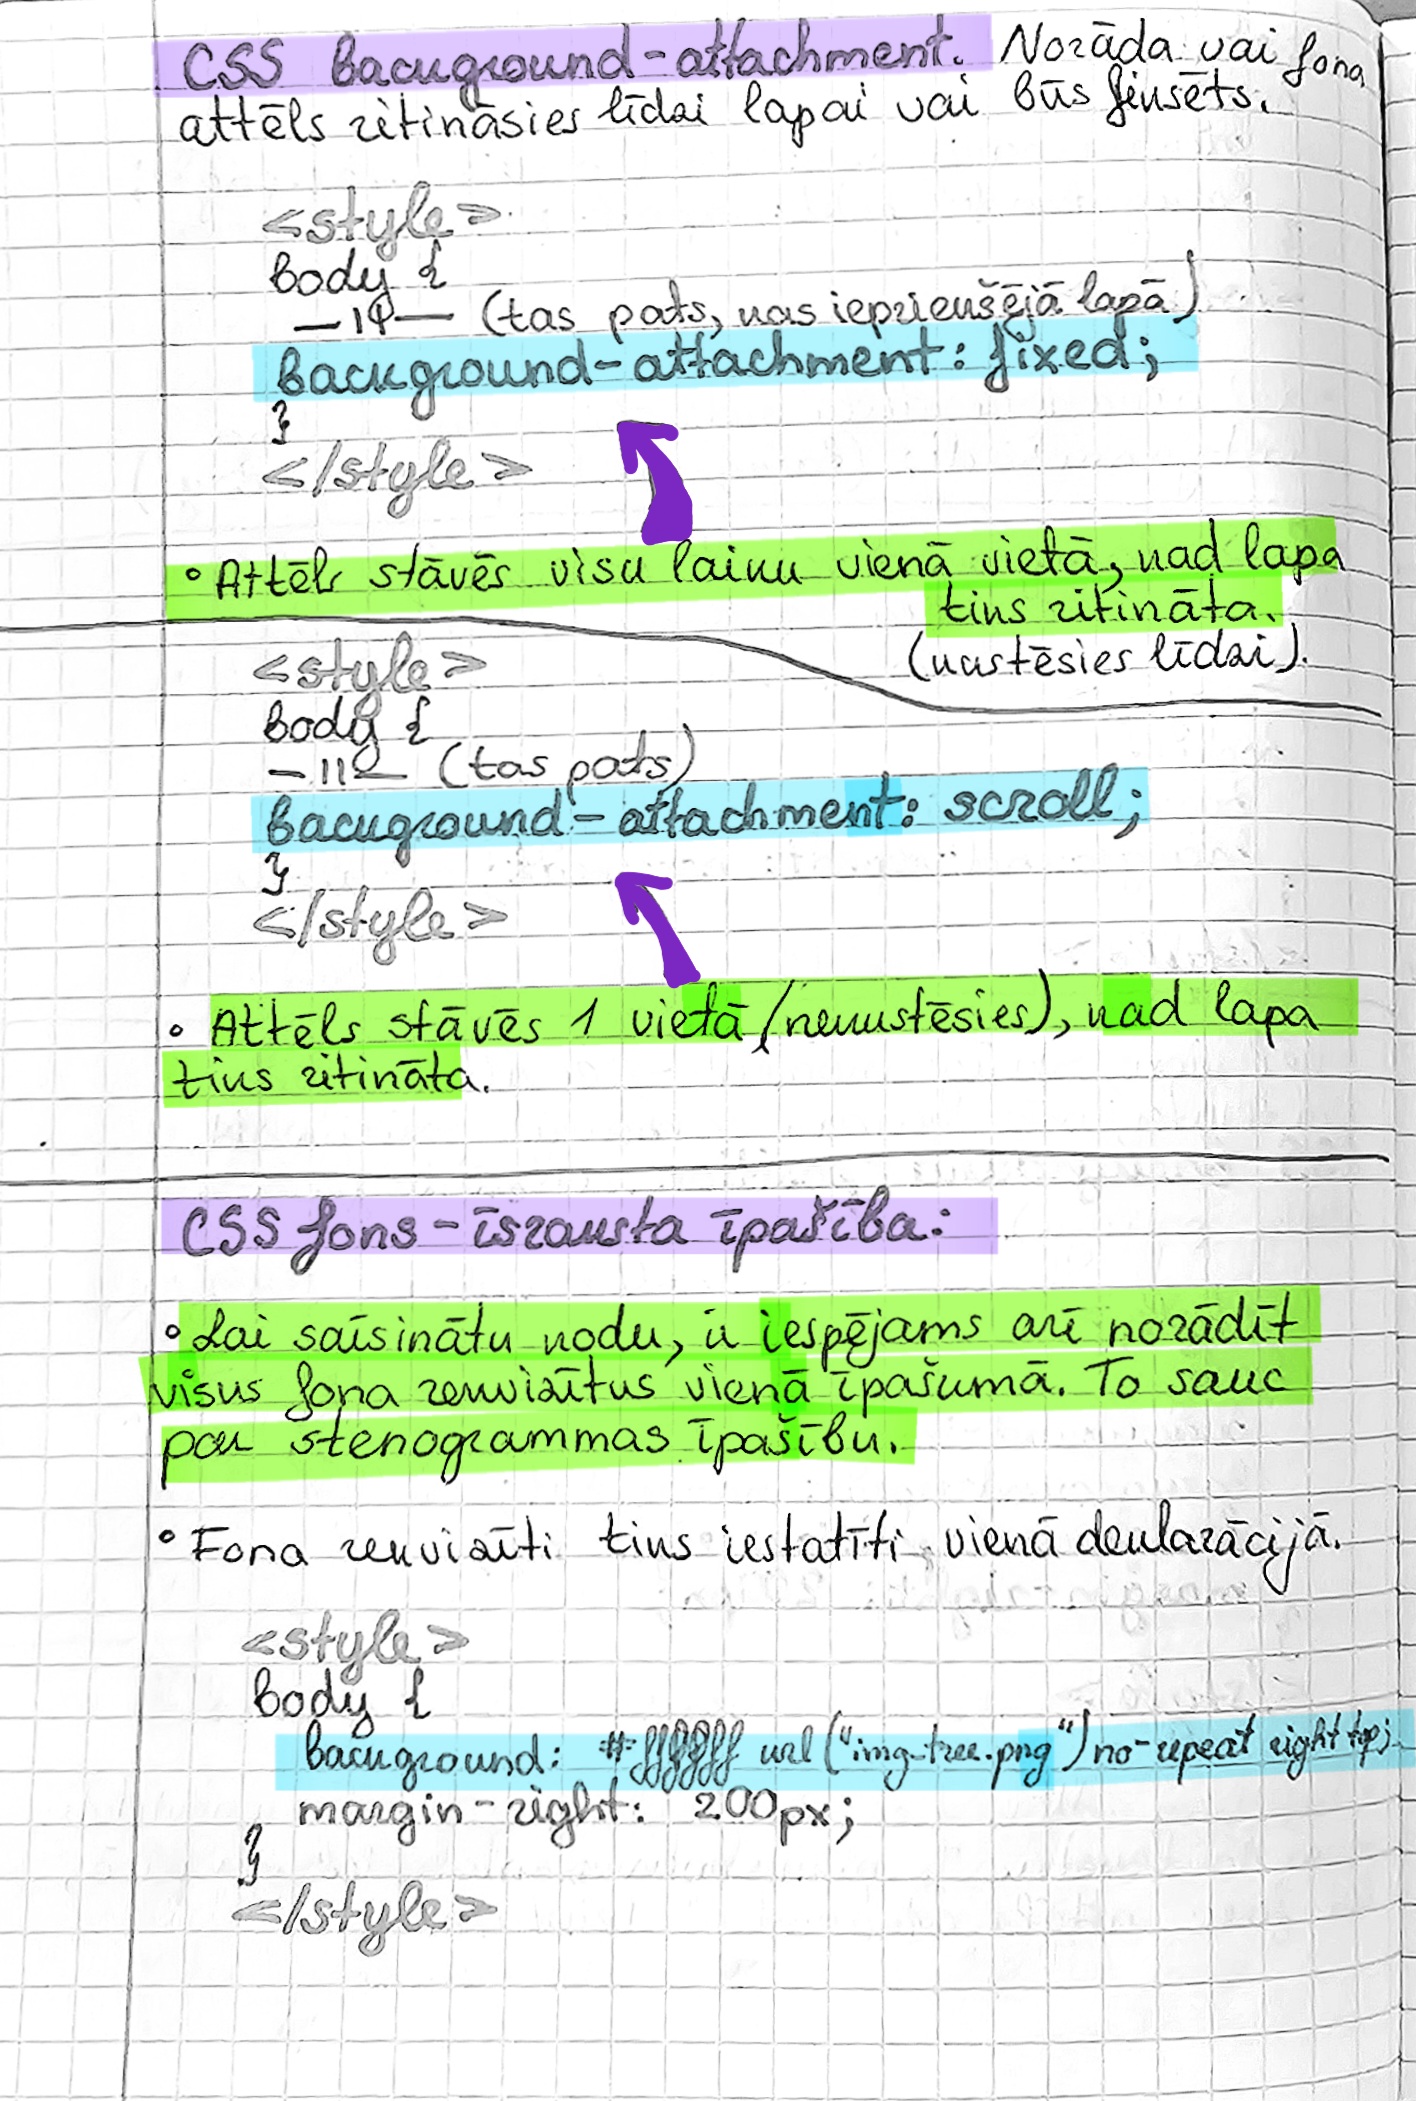 CSS background-attachment. Norāda vai fona
attēls ritināsies līdzi lapai vai būs fiksēts.
<style>
body {
—"— (tas pats, kas iepriekšējā lapā)
background-attachment: fixed;
}
</style>
• Attēls stāvēs visu laiku vienā vietā, kad lapa
tiks ritināta.
(kustēsies līdzi).
<style>
body {
—"— (tas pats)
background-attachment: scroll;
}
</style>
• Attēls stāvēs 1 vietā (nekustēsies), kad lapa
tiks ritināta.
CSS fons - īsraksta īpašība:
• Lai saīsinātu kodu, ir iespējams arī norādīt
visus fona rekvizītus vienā īpašumā. To sauc
par stenogrammas īpašību.
• Fona rekvizīti tiks iestatīti vienā deklarācijā.
<style>
body {
background: #ffffff url ("img-tree.png") no-repeat right top;
margin-right: 200px;
}
</style>